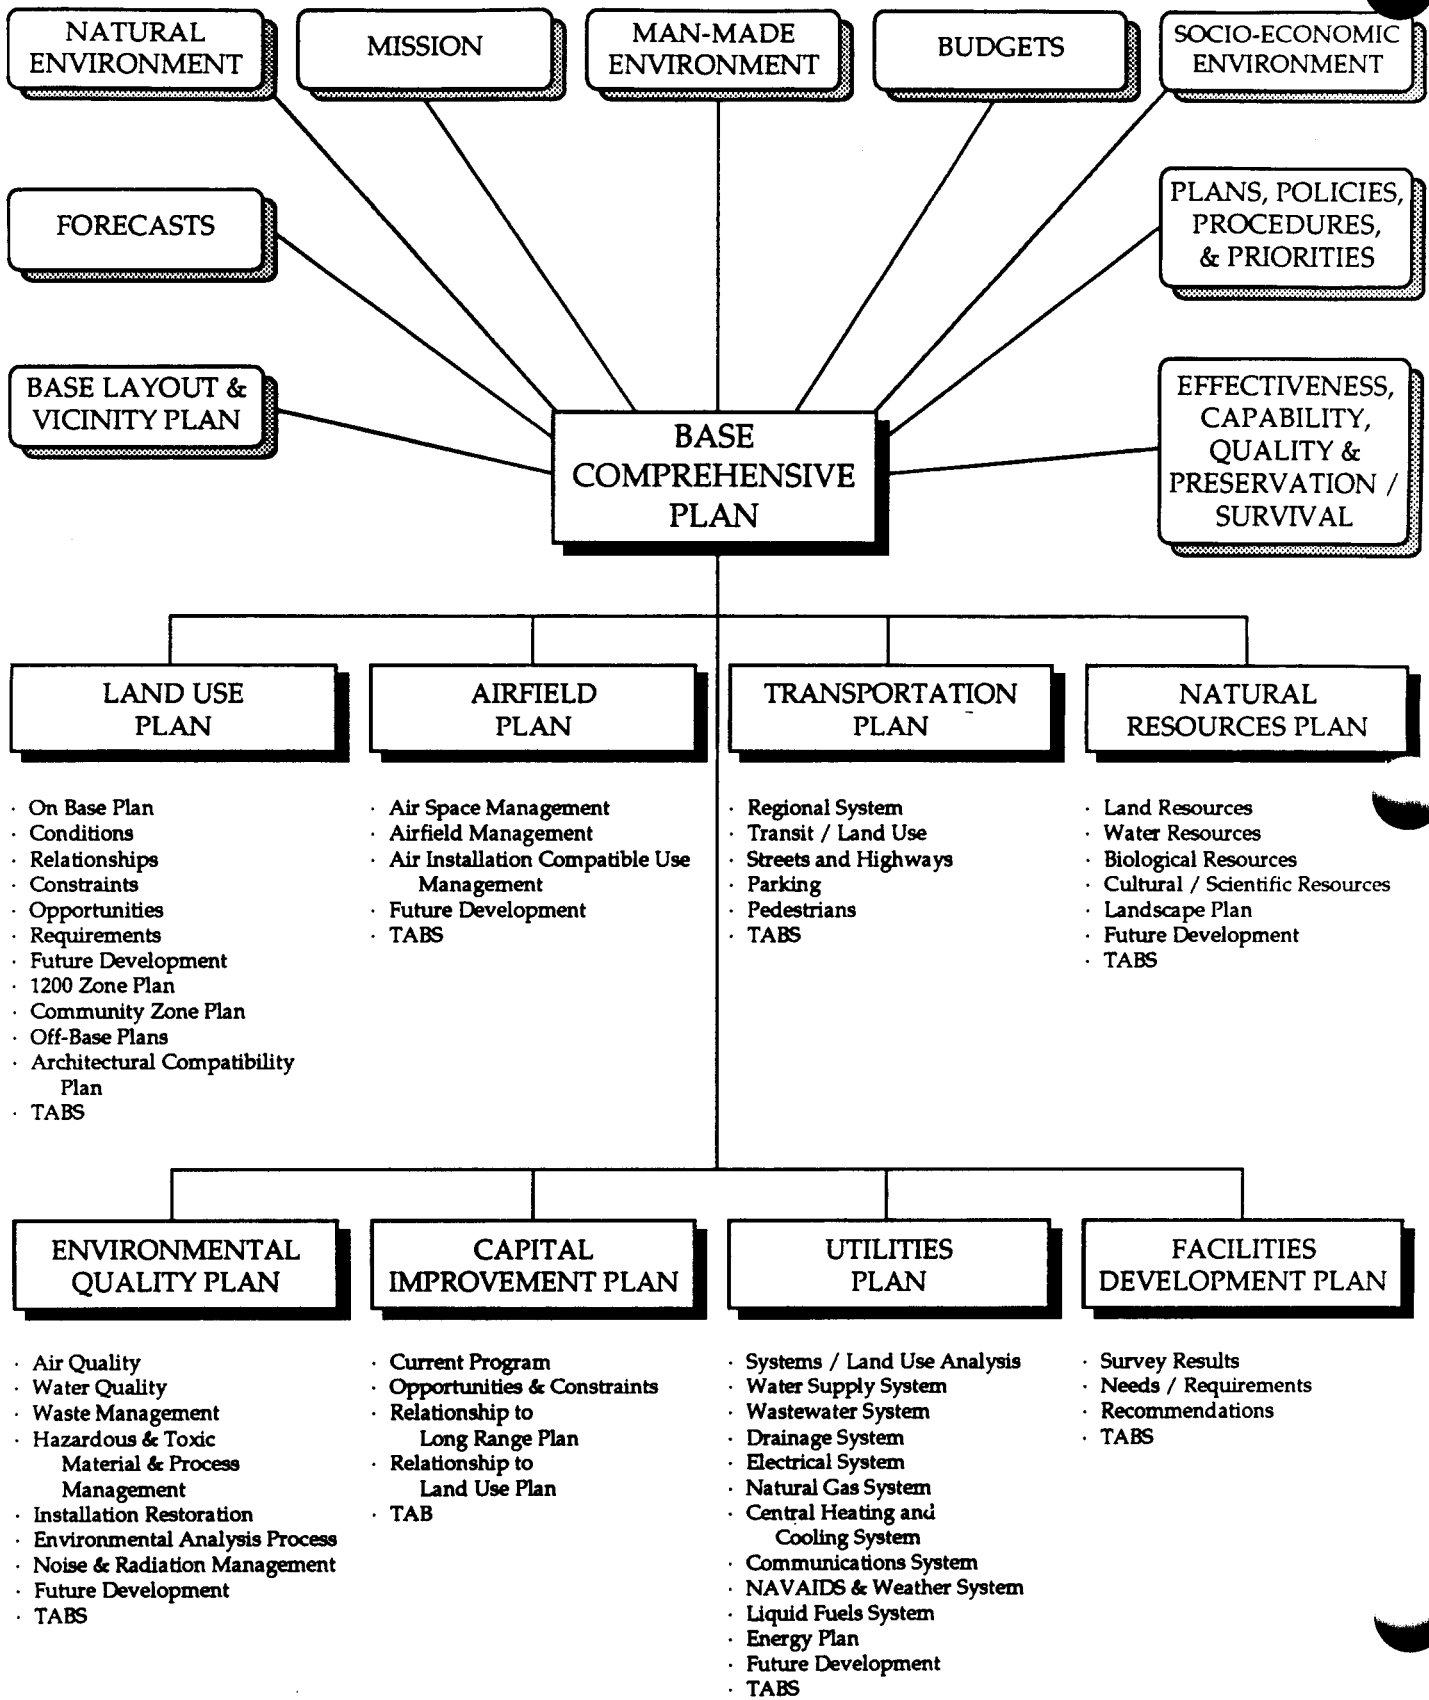 NATURAL
ENVIRONMENT
MISSION
MAN-MADE
ENVIRONMENT
BUDGETS
SOCIO-ECONOMIC
ENVIRONMENT
FORECASTS
PLANS, POLICIES,
PROCEDURES,
& PRIORITIES
BASE LAYOUT &
VICINITY PLAN
EFFECTIVENESS,
CAPABILITY,
QUALITY &
PRESERVATION /
SURVIVAL
BASE
COMPREHENSIVE
PLAN
LAND USE
PLAN
· On Base Plan
· Conditions
· Relationships
· Constraints
· Opportunities
· Requirements
· Future Development
· 1200 Zone Plan
· Community Zone Plan
· Off-Base Plans
· Architectural Compatibility
Plan
· TABS
AIRFIELD
PLAN
· Air Space Management
· Airfield Management
· Air Installation Compatible Use
Management
· Future Development
· TABS
TRANSPORTATION
PLAN
· Regional System
· Transit / Land Use
· Streets and Highways
· Parking
· Pedestrians
· TABS
NATURAL
RESOURCES PLAN
· Land Resources
· Water Resources
· Biological Resources
· Cultural / Scientific Resources
· Landscape Plan
· Future Development
· TABS
ENVIRONMENTAL
QUALITY PLAN
· Air Quality
· Water Quality
· Waste Management
· Hazardous & Toxic
Material & Process
Management
· Installation Restoration
· Environmental Analysis Process
· Noise & Radiation Management
· Future Development
· TABS
CAPITAL
IMPROVEMENT PLAN
· Current Program
· Opportunities & Constraints
· Relationship to
Long Range Plan
· Relationship to
Land Use Plan
· TAB
UTILITIES
PLAN
· Systems / Land Use Analysis
· Water Supply System
· Wastewater System
· Drainage System
· Electrical System
· Natural Gas System
· Central Heating and
Cooling System
· Communications System
· NAVAIDS & Weather System
· Liquid Fuels System
· Energy Plan
· Future Development
· TABS
FACILITIES
DEVELOPMENT PLAN
· Survey Results
· Needs / Requirements
· Recommendations
· TABS